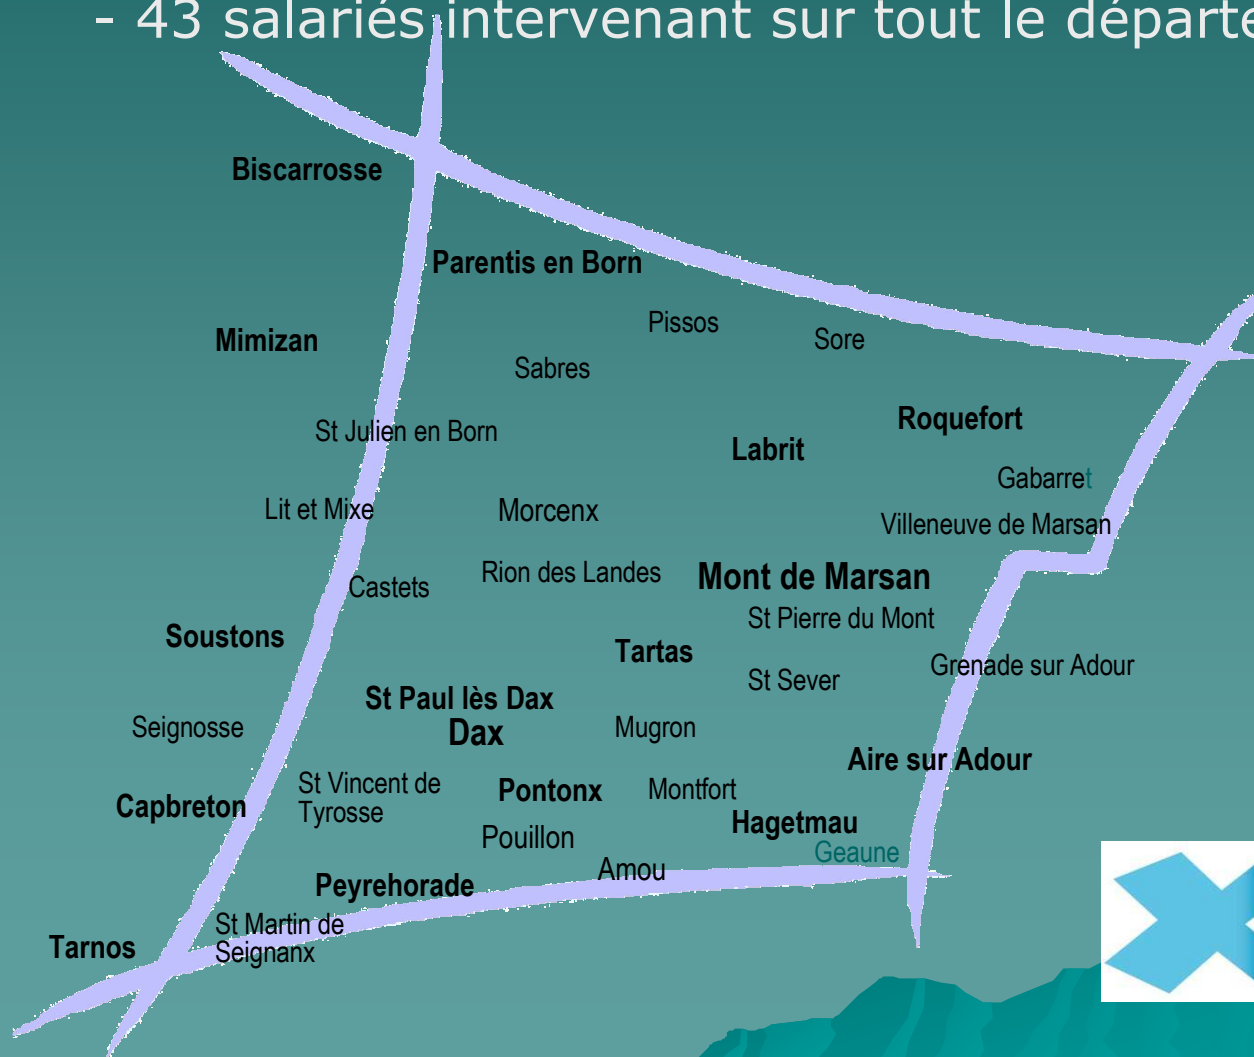 - 43 salariés intervenant sur tout le départe
Biscarrosse
Parentis en Born
Pissos
Sore
Mimizan
Sabres
Roquefort
St Julien en Born
Labrit
Gabarret
Lit et Mixe
Morcenx
Villeneuve de Marsan
Castets
Rion des Landes
Mont de Marsan
St Pierre du Mont
Soustons
Tartas
Grenade sur Adour
St Sever
St Paul lès Dax
Seignosse
Dax
Mugron
Aire sur Adour
St Vincent de
Tyrosse
Pontonx
Montfort
Capbreton
Hagetmau
Pouillon
Geaune
Amou
Peyrehorade
St Martin de
Seignanx
Tarnos